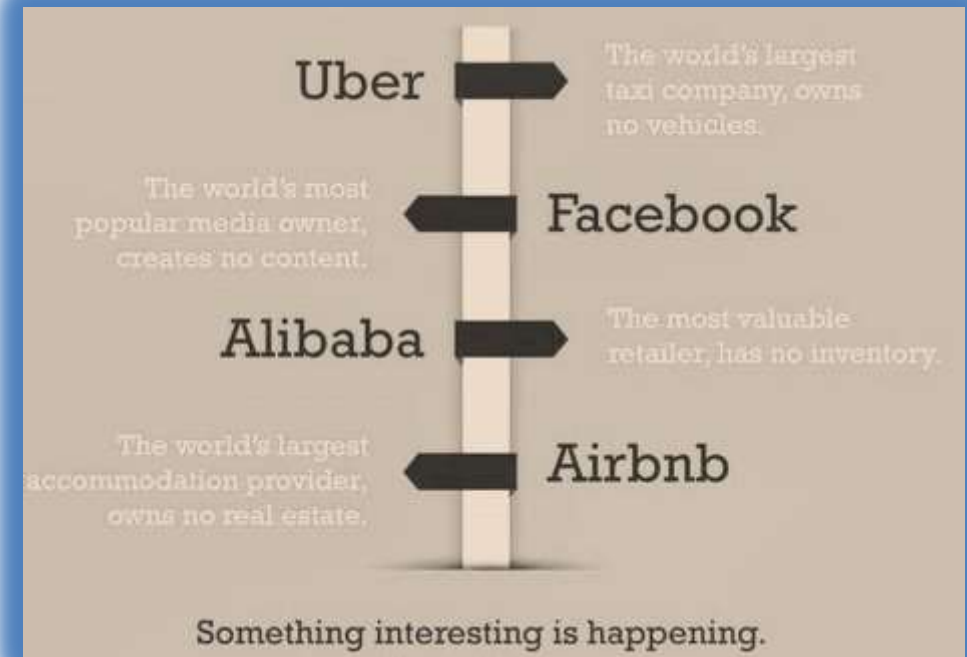 Uber
The world's largest
taxi company, owns
no vehicles.
Facebook
The world's most
popular media owner,
creates no content.
Alibaba
The most valuable
retailer, has no inventory.
Airbnb
The world's largest
accommodation provider,
owns no real estate.
Something interesting is happening.